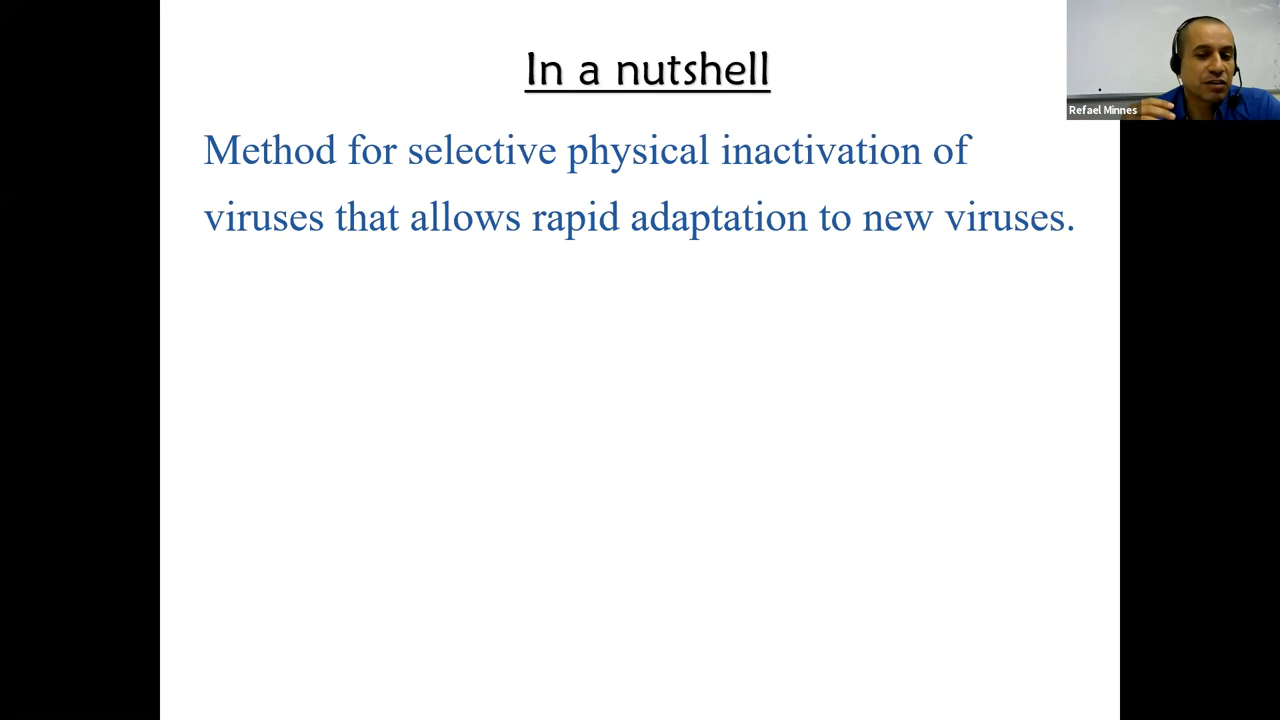 In a nutshell
Method for selective physical inactivation of
viruses that allows rapid adaptation to new viruses.
Refael Minnes